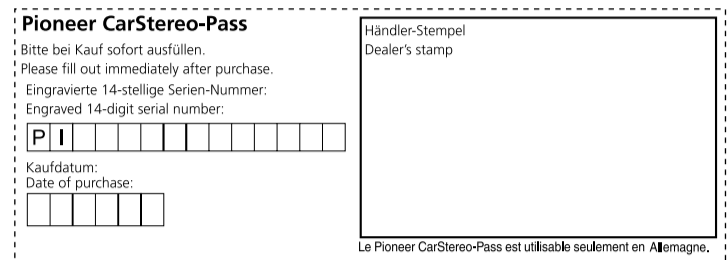 Pioneer CarStereo-Pass
Bitte bei Kauf sofort ausfüllen.
Please fill out immediately after purchase.
Eingravierte 14-stellige Serien-Nummer:
Engraved 14-digit serial number:
P I
Kaufdatum:
Date of purchase:
Händler-Stempel
Dealer's stamp
Le Pioneer CarStereo-Pass est utilisable seulement en Allemagne.